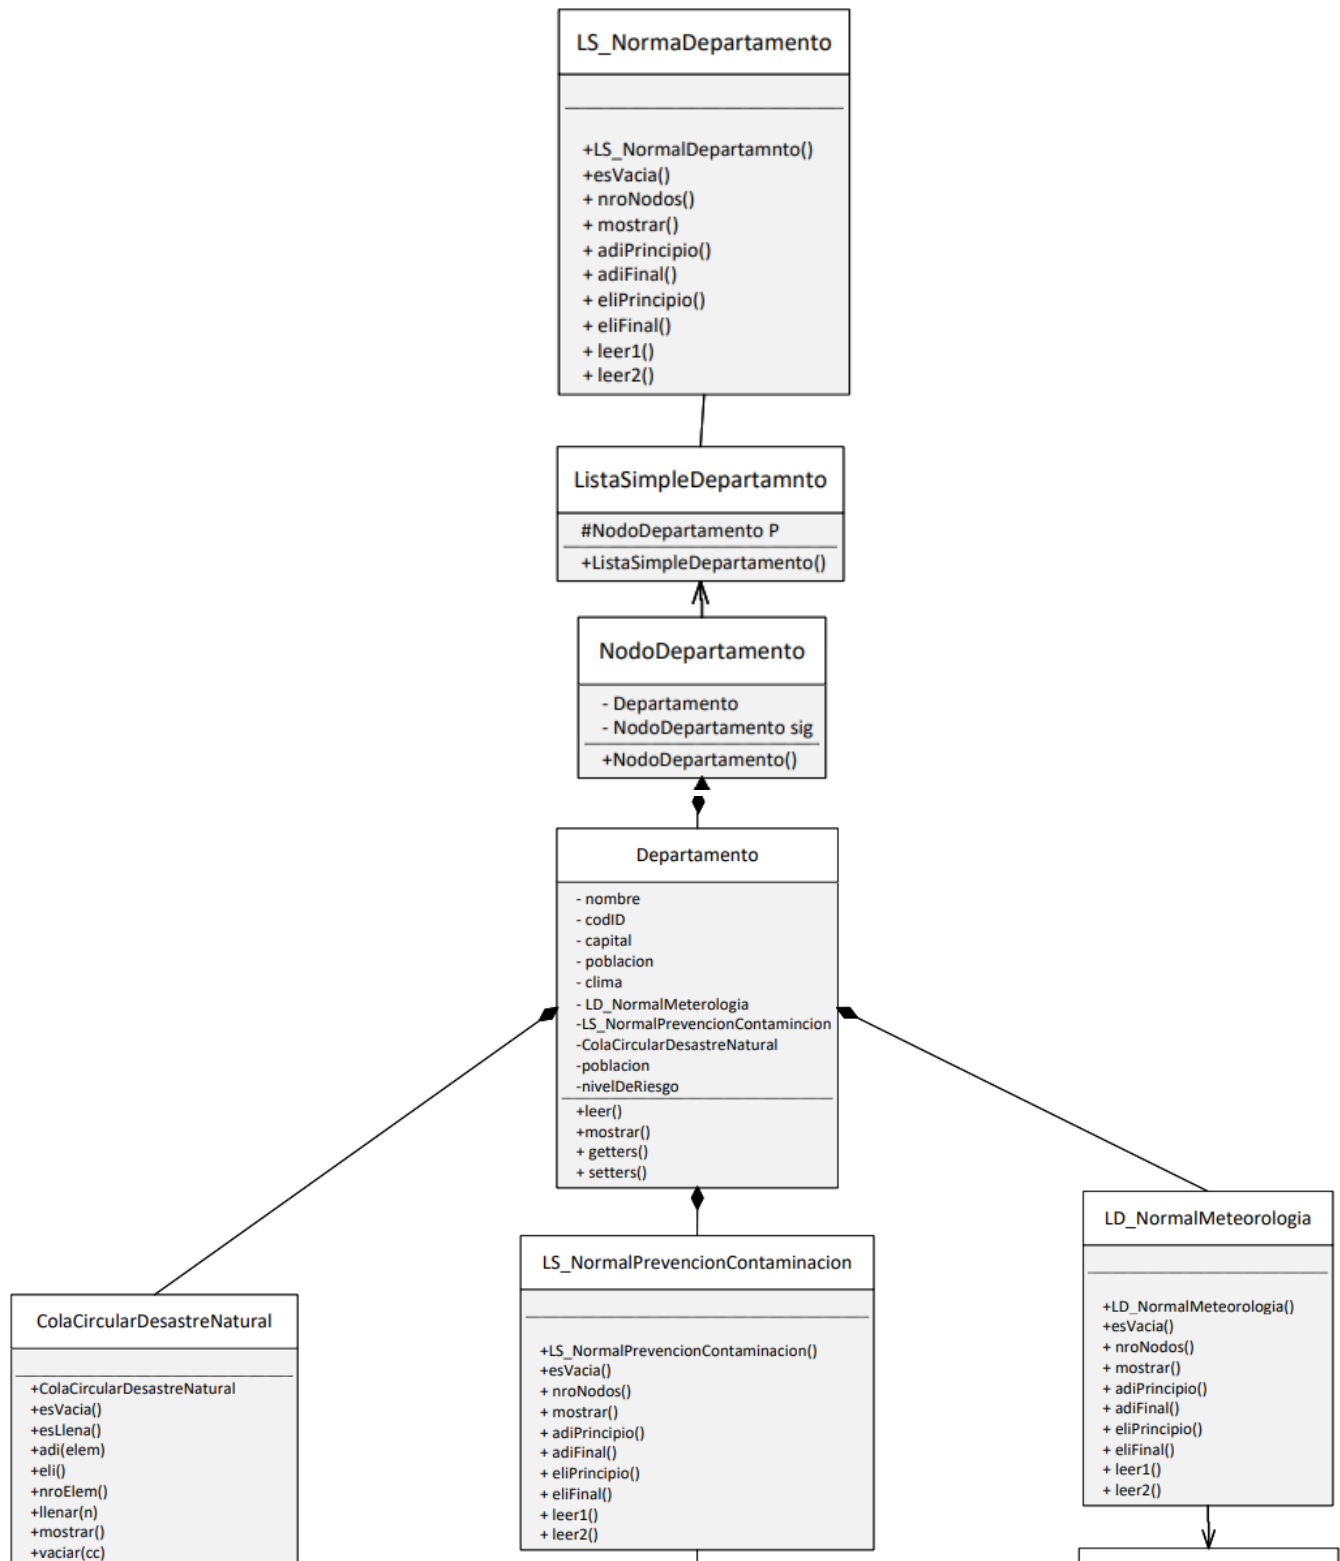 LS_NormaDepartamento
+LS_NormalDepartamnto()
+esVacia()
+ nroNodos()
+ mostrar()
+ adiPrincipio()
+ adiFinal()
+ eliPrincipio()
+ eliFinal()
+ leer1()
+ leer2()
ListaSimpleDepartamnto
#NodoDepartamento P
+ListaSimpleDepartamento()
NodoDepartamento
- Departamento
- NodoDepartamento sig
+NodoDepartamento()
Departamento
- nombre
- codID
- capital
- poblacion
- clima
- LD_NormalMeterologia
-LS_NormalPrevencionContamincion
-ColaCircularDesastreNatural
-poblacion
-nivelDeRiesgo
+leer()
+mostrar()
+ getters()
+ setters()
ColaCircularDesastreNatural
+ColaCircularDesastreNatural
+esVacia()
+esLlena()
+adi(elem)
+eli()
+nroElem()
+llenar(n)
+mostrar()
+vaciar(cc)
LS_NormalPrevencionContaminacion
+LS_NormalPrevencionContaminacion()
+esVacia()
+ nroNodos()
+ mostrar()
+ adiPrincipio()
+ adiFinal()
+ eliPrincipio()
+ eliFinal()
+ leer1()
+ leer2()
LD_NormalMeteorologia
+LD_NormalMeteorologia()
+esVacia()
+ nroNodos()
+ mostrar()
+ adiPrincipio()
+ adiFinal()
+ eliPrincipio()
+ eliFinal()
+ leer1()
+ leer2()